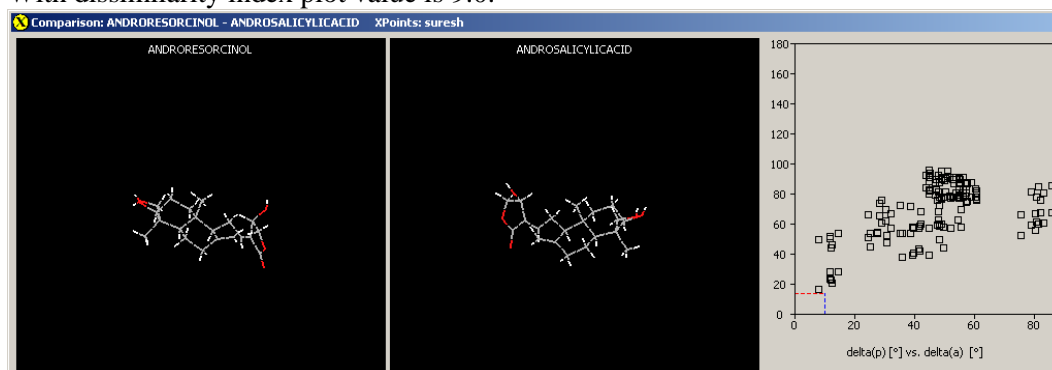 With dissimilarity index plot value is 9.6.
Comparison: ANDRORESORCINOL - ANDROSALICYLICACID XPoints: suresh
ANDRORESORCINOL
ANDROSALICYLICACID
180
160
140
120
100
80
60
40
20
0
0 20 40 60 80
delta(p) [°] vs. delta(a) [°]